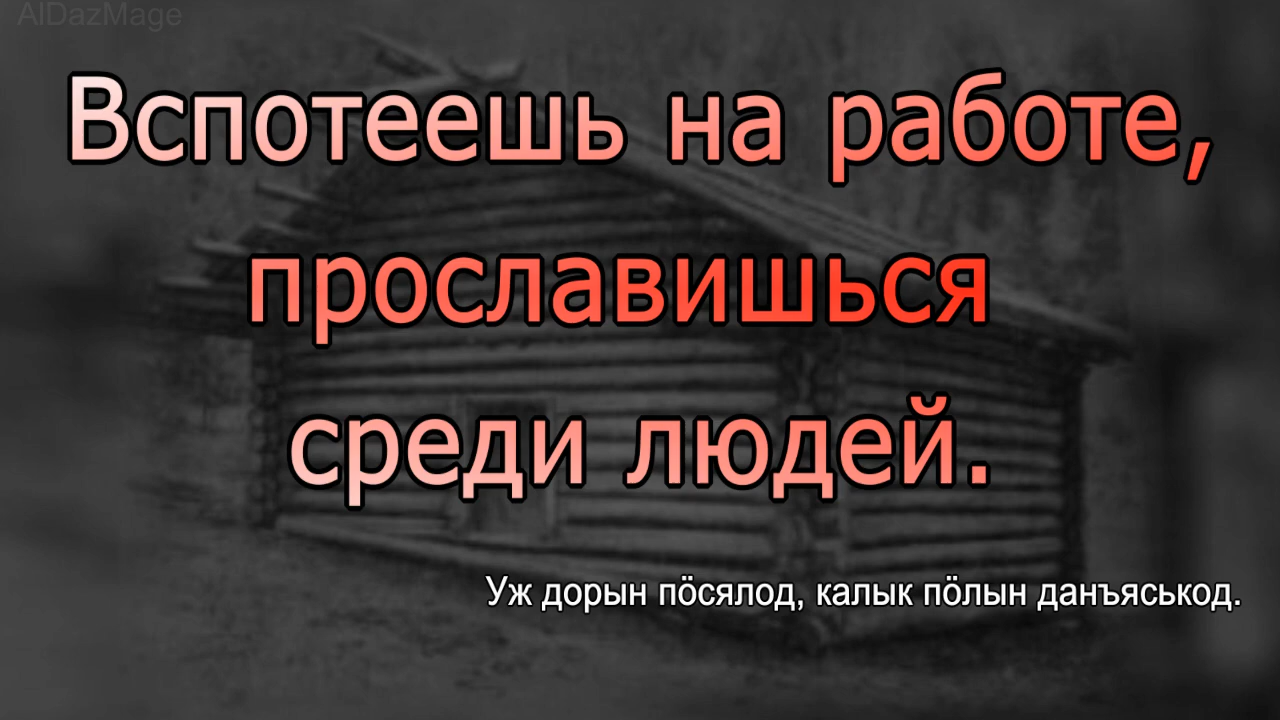 AlDazMage
Вспотеешь на работе,
прославишься
среди людей.
Уж дорын пӧсялод, калык пӧлын данъяськод.